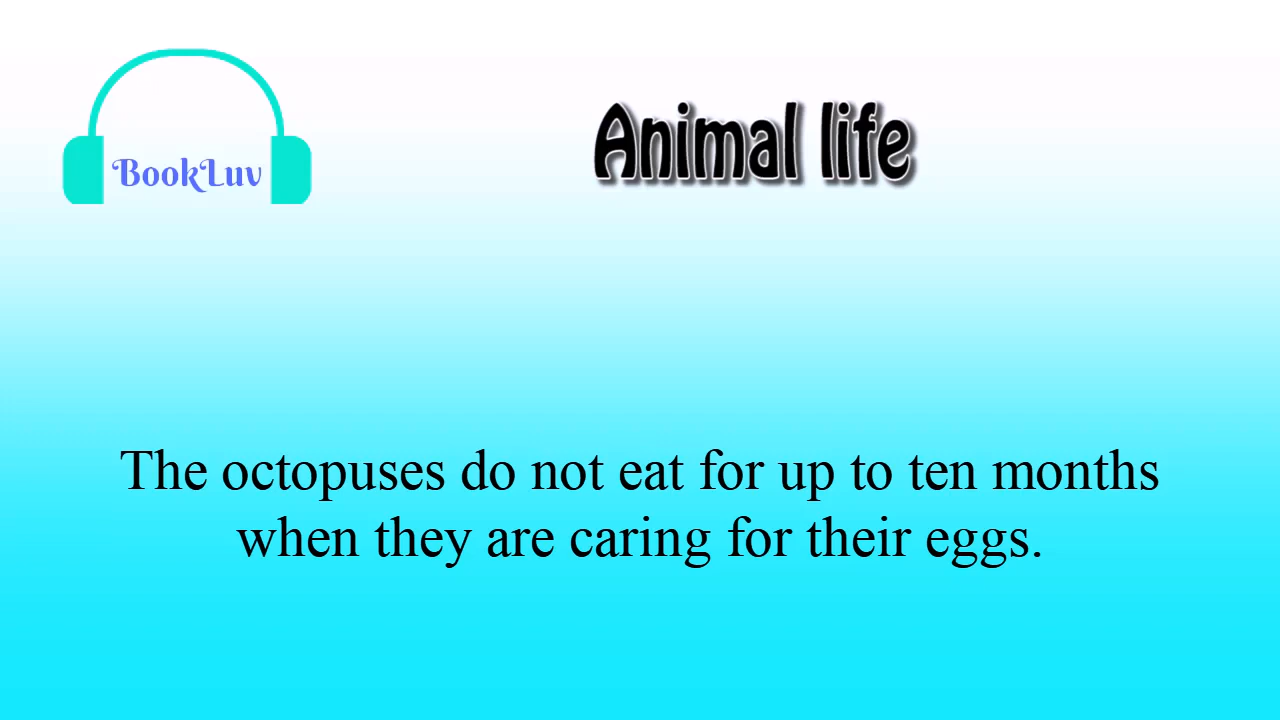 BookLuv
Animal life
The octopuses do not eat for up to ten months
when they are caring for their eggs.